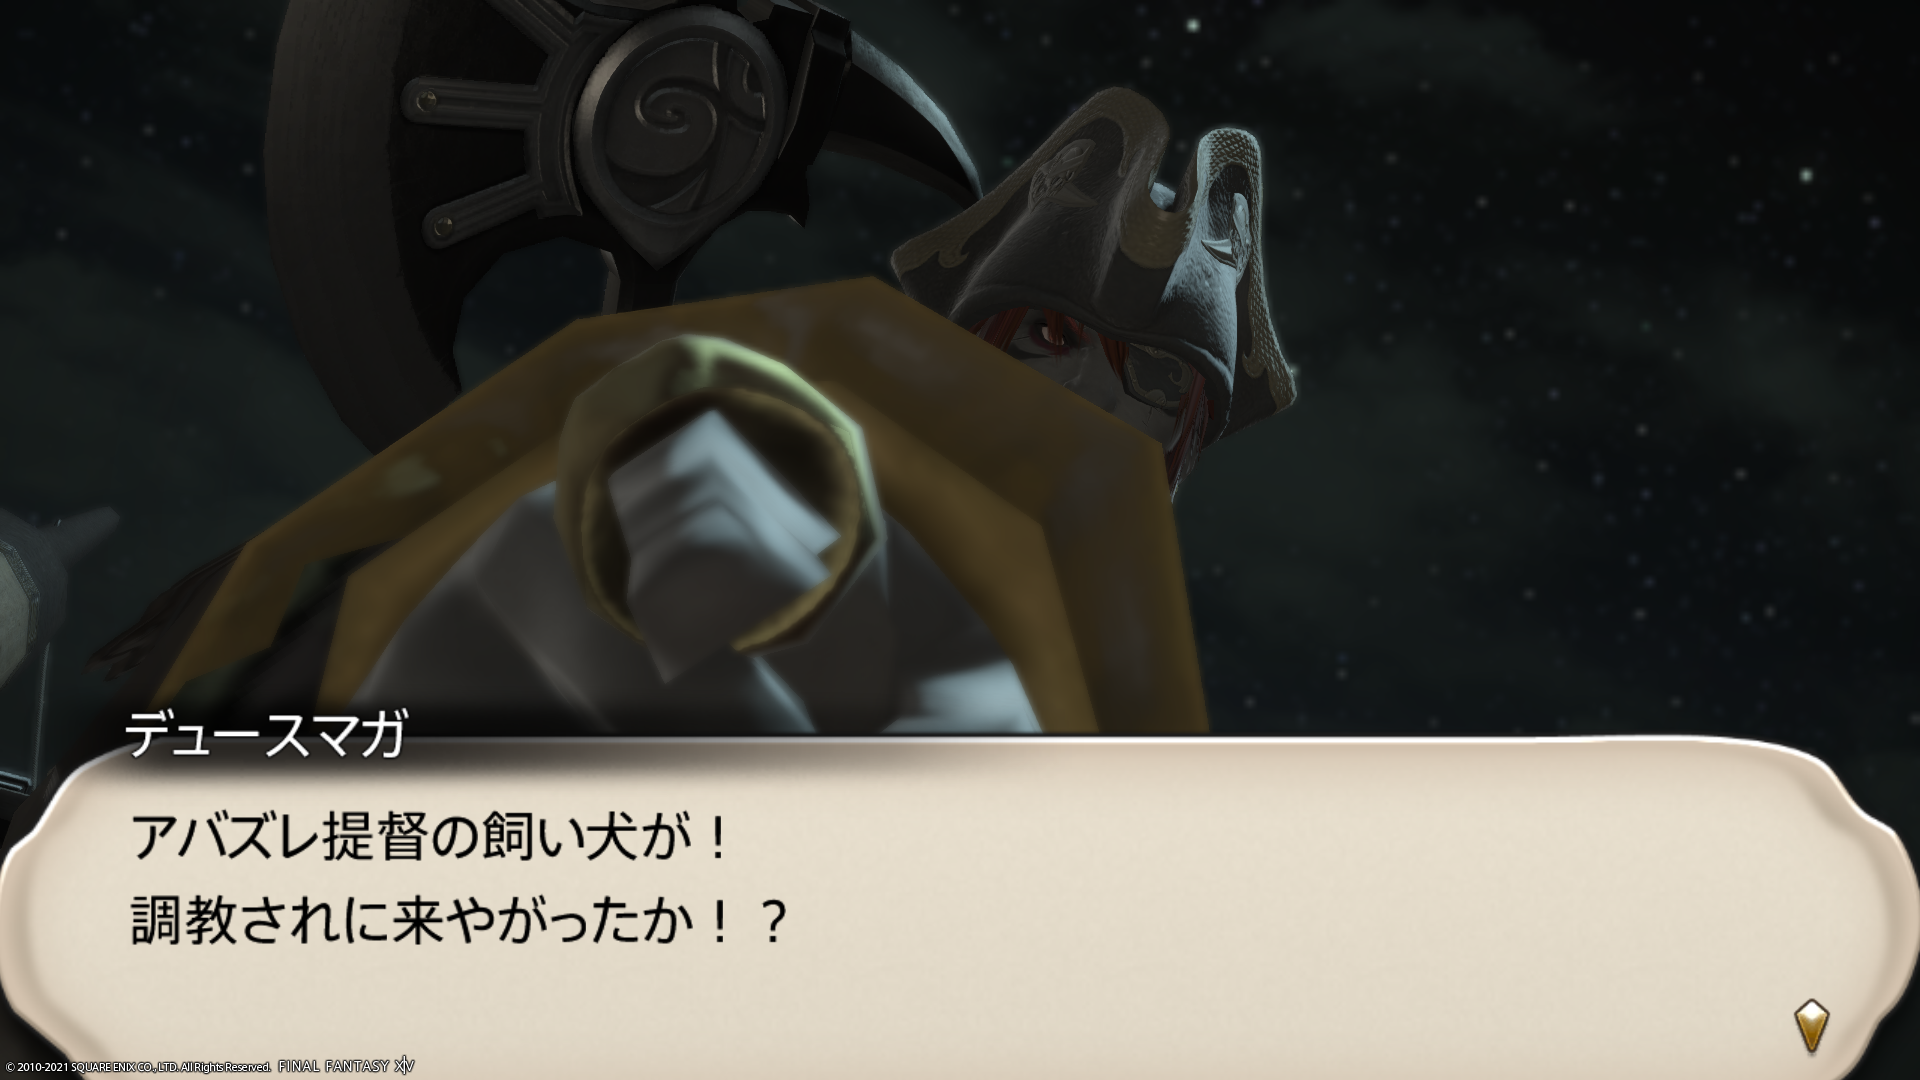 デュースマガ
アバズレ提督の飼い犬が！
調教されに来やがったか！？
© 2010-2021 SQUARE ENIX CO., LTD. All Rights Reserved. FINAL FANTASY XIV